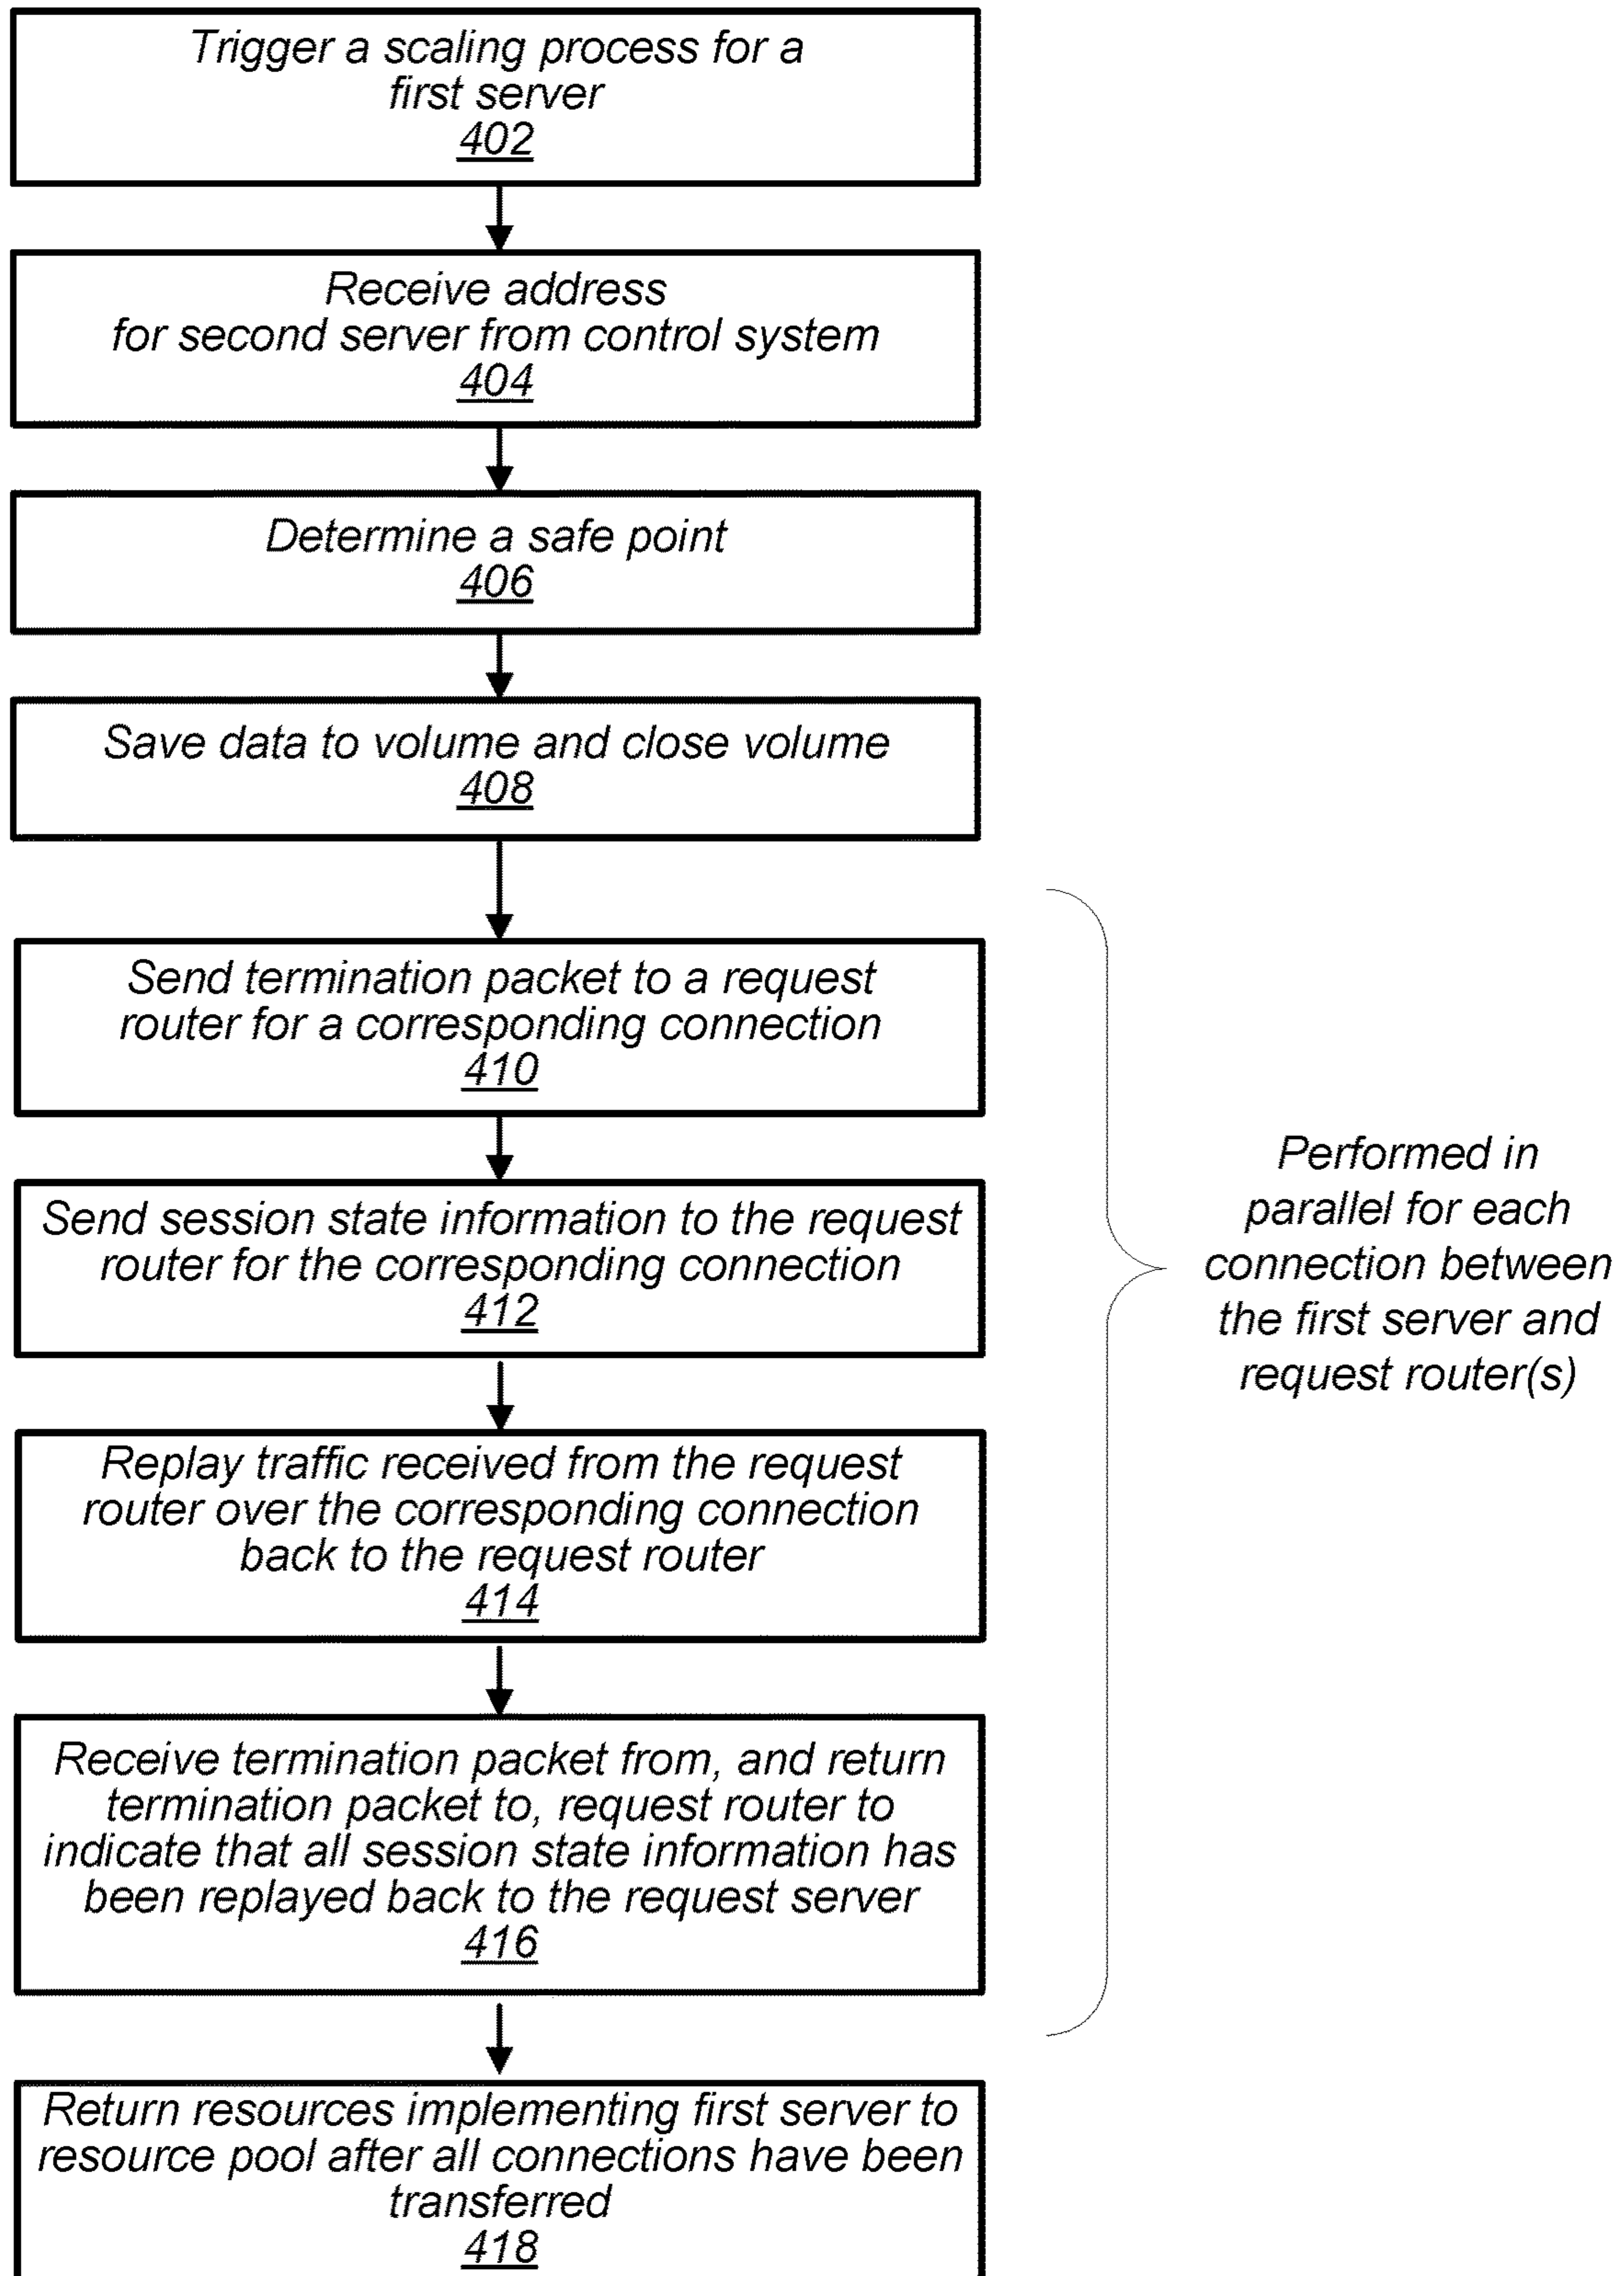 Trigger a scaling process for a
first server
402
Receive address
for second server from control system
404
Determine a safe point
406
Save data to volume and close volume
408
Send termination packet to a request
router for a corresponding connection
410
Send session state information to the request
router for the corresponding connection
412
Replay traffic received from the request
router over the corresponding connection
back to the request router
414
Receive termination packet from, and return
termination packet to, request router to
indicate that all session state information has
been replayed back to the request server
416
Performed in
parallel for each
connection between
the first server and
request router(s)
Return resources implementing first server to
resource pool after all connections have been
transferred
418